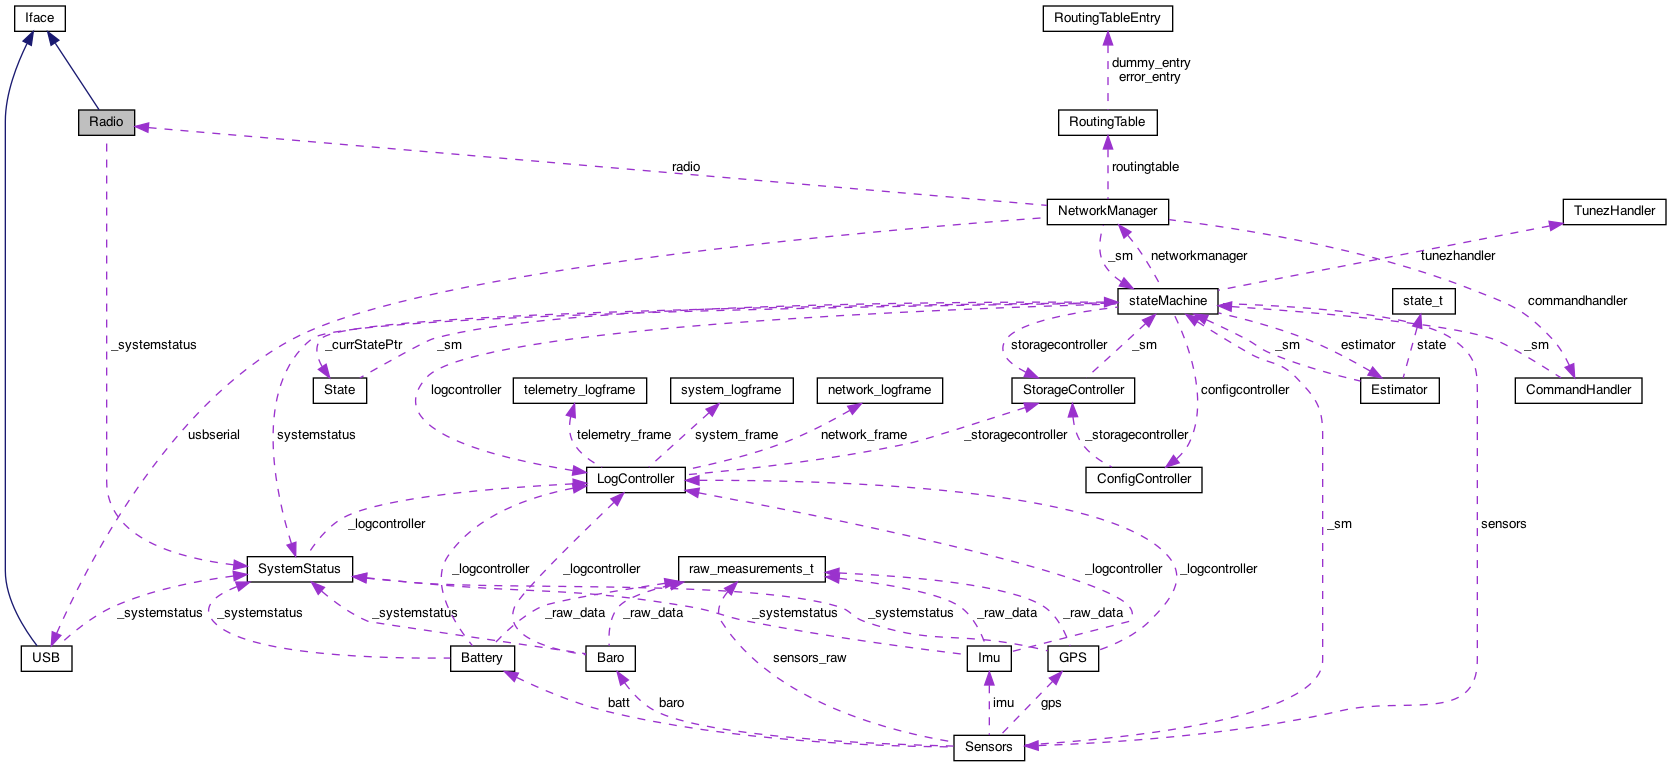 Iface
RoutingTableEntry
dummy_entry
error_entry
Radio
RoutingTable
radio
routingtable
NetworkManager
TunezHandler
_sm
networkmanager
tunezhandler
stateMachine
state_t
commandhandler
_systemstatus
_currStatePtr
_sm
storagecontroller
_sm
estimator
_sm
state
_sm
State
telemetry_logframe
system_logframe
network_logframe
StorageController
Estimator
CommandHandler
logcontroller
configcontroller
usbserial
systemstatus
telemetry_frame
system_frame
network_frame
_storagecontroller
_storagecontroller
LogController
ConfigController
_logcontroller
_sm
sensors
SystemStatus
_logcontroller
_logcontroller
raw_measurements_t
_logcontroller
_logcontroller
_systemstatus
_systemstatus
_systemstatus
_raw_data
_raw_data
_systemstatus
_systemstatus
_raw_data
_raw_data
USB
Battery
Baro
sensors_raw
Imu
GPS
batt
baro
imu
gps
Sensors